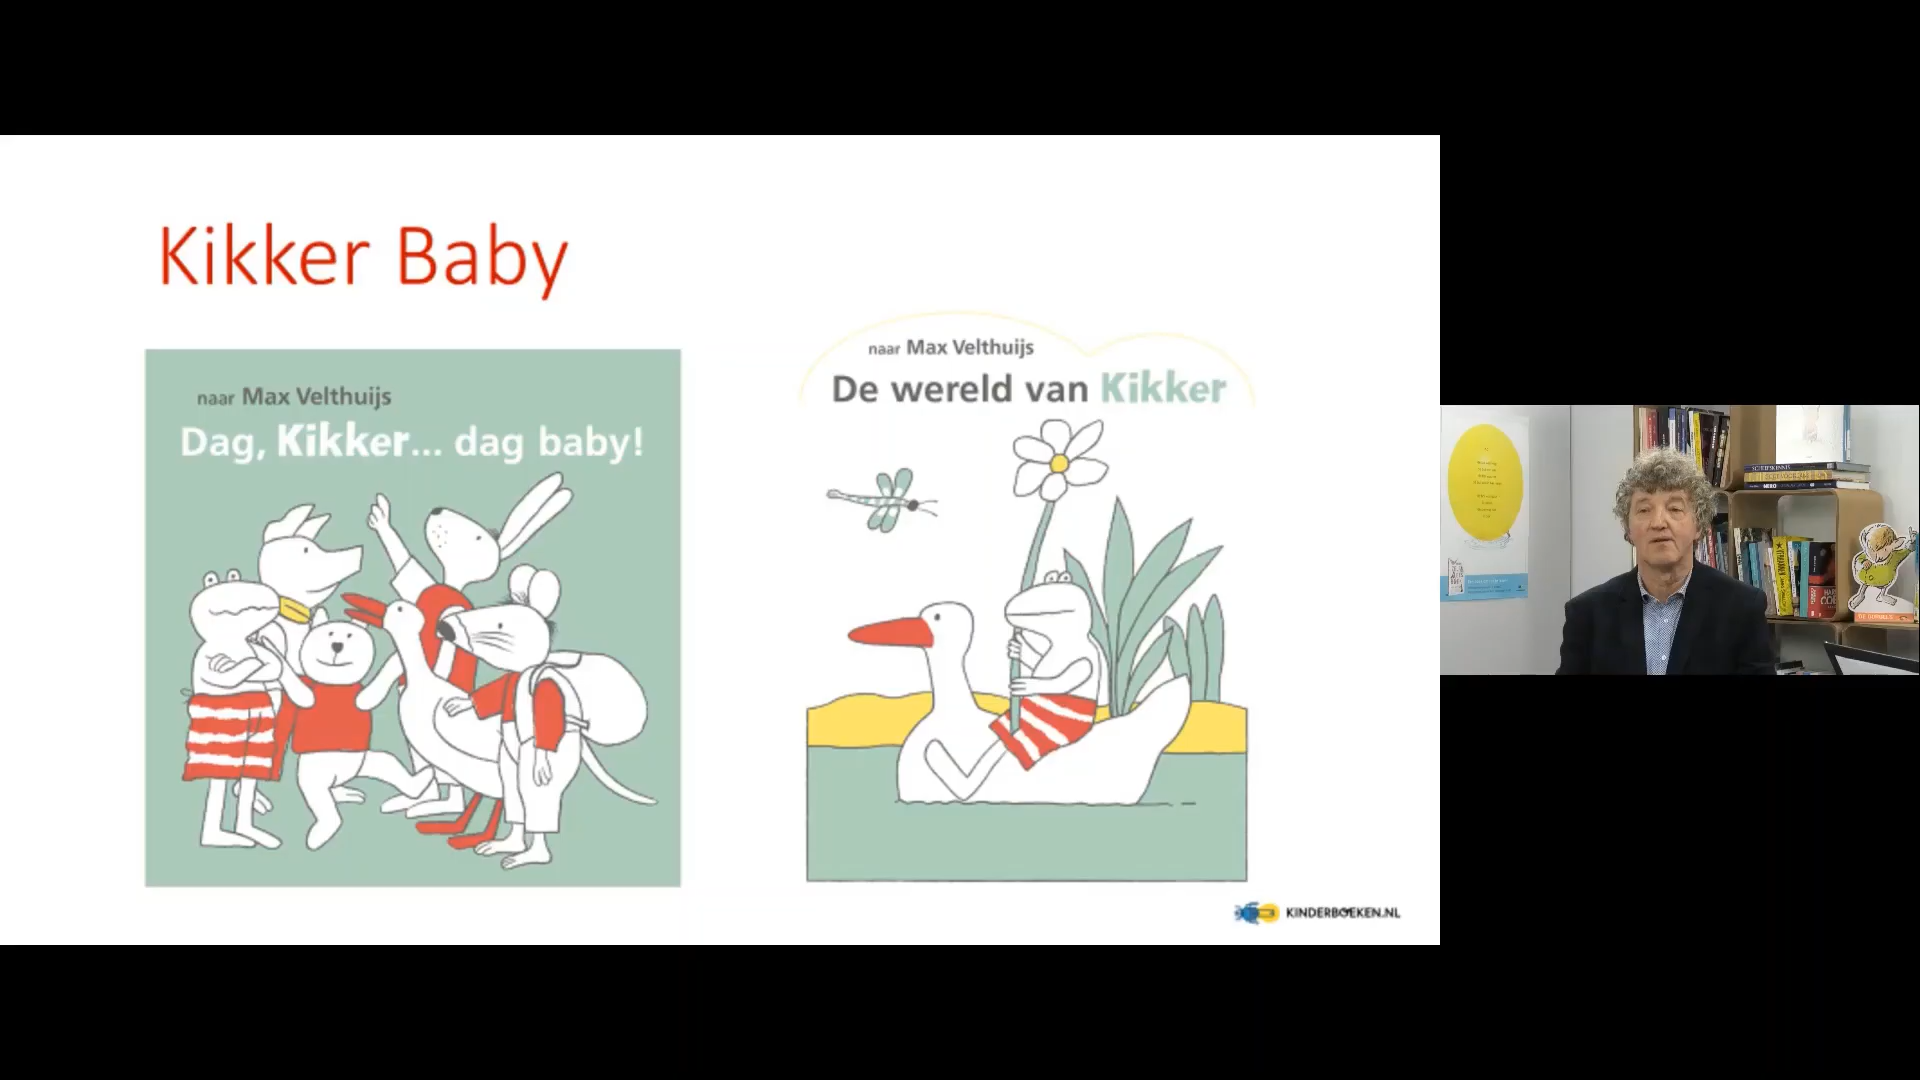 Kikker Baby
naar Max Velthuijs
Dag, Kikker... dag baby!
naar Max Velthuijs
De wereld van Kikker
KINDERBOEKEN.NL